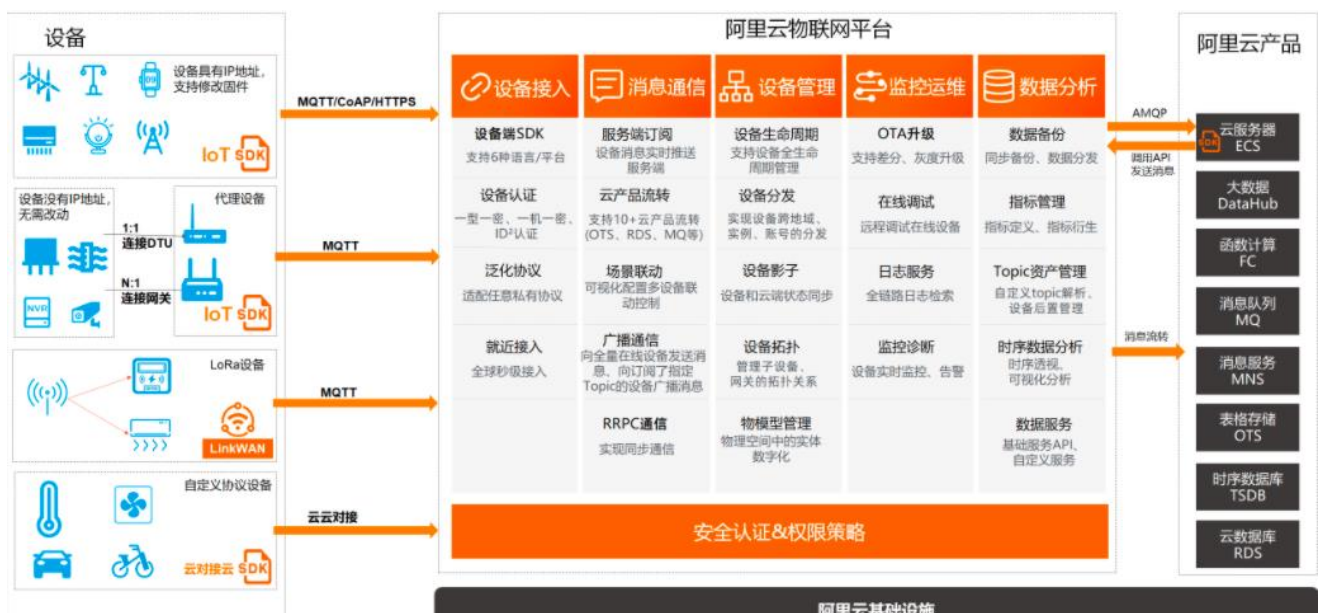 设备
设备具有IP地址,
支持修改固件
IoT SDK
MQTT/CoAP/HTTPS
设备没有IP地址,
无需改动
代理设备
1:1
连接DTU
N:1
连接网关
NVR
IoT SDK
MQTT
LoRa设备
LinkWAN
MQTT
自定义协议设备
云对接云 SDK
云云对接
阿里云物联网平台
设备接入
设备端SDK
支持6种语言/平台
设备认证
一型一密、一机一密、
ID²认证
泛化协议
适配任意私有协议
就近接入
全球秒级接入
消息通信
服务端订阅
设备消息实时推送
服务端
云产品流转
支持10+云产品流转
(OTS、RDS、MQ等)
场景联动
可视化配置多设备联
动控制
广播通信
向全量在线设备发送消
息、向订阅了指定
Topic的设备广播消息
RRPC通信
实现同步通信
设备管理
设备生命周期
支持设备全生命
周期管理
设备分发
实现设备跨地域、
实例、账号的分发
设备影子
设备和云端状态同步
设备拓扑
管理子设备、
网关的拓扑关系
物模型管理
物理空间中的实体
数字化
监控运维
OTA升级
支持差分、灰度升级
在线调试
远程调试在线设备
日志服务
全链路日志检索
监控诊断
设备实时监控、告警
数据分析
数据备份
同步备份、数据分发
指标管理
指标定义、指标衍生
Topic资产管理
自定义topic解析、
设备后置管理
时序数据分析
时序透视、
可视化分析
数据服务
基础服务API、
自定义服务
安全认证&权限策略
AMQP
调用API
发送消息
消息流转
阿里云产品
SDK
云服务器
ECS
大数据
DataHub
函数计算
FC
消息队列
MQ
消息服务
MNS
表格存储
OTS
时序数据库
TSDB
云数据库
RDS
阿里云基础设施